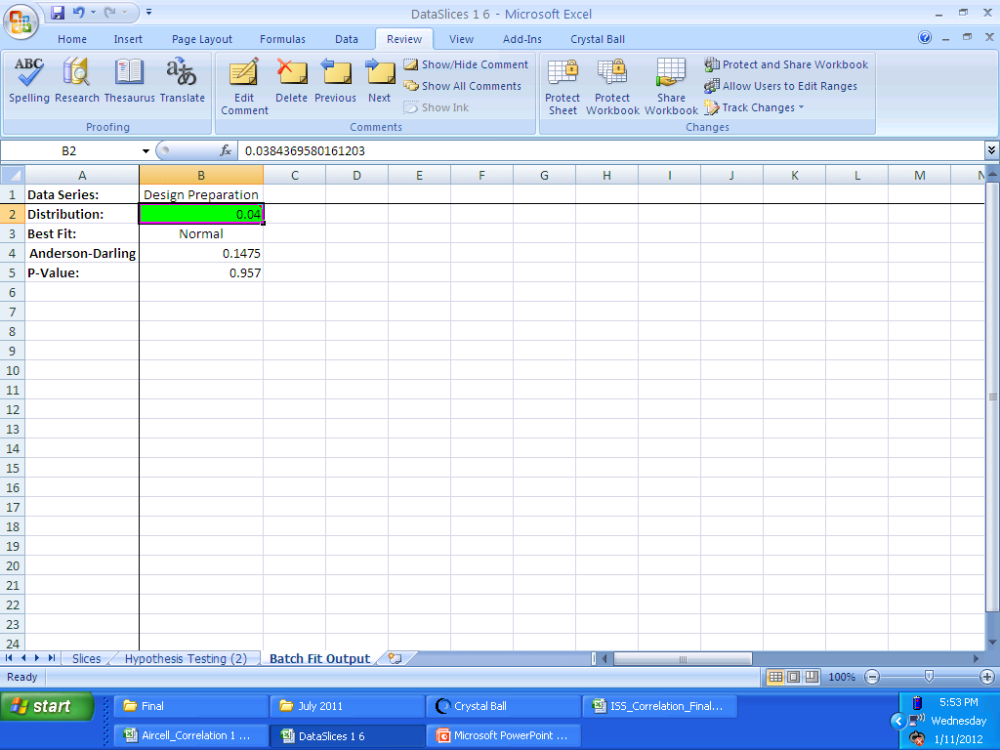 DataSlices 1 6 - Microsoft Excel
Home Insert Page Layout Formulas Data Review View Add-Ins Crystal Ball
ABC
Spelling Research Thesaurus Translate
Proofing
Edit Comment Delete Previous Next
Show/Hide Comment
Show All Comments
Show Ink
Comments
Protect Sheet Protect Workbook Share Workbook
Protect and Share Workbook
Allow Users to Edit Ranges
Track Changes
Changes
B2 fx 0.0384369580161203
A B C D E F G H I J K L M N
1 Data Series: Design Preparation
2 Distribution: 0.04
3 Best Fit: Normal
4 Anderson-Darling 0.1475
5 P-Value: 0.957
6
7
8
9
10
11
12
13
14
15
16
17
18
19
20
21
22
23
24
Slices Hypothesis Testing (2) Batch Fit Output
Ready 100%
start Final July 2011 Crystal Ball ISS_Correlation_Final...
Aircell_Correlation 1 ... DataSlices 1 6 Microsoft PowerPoint ...
5:53 PM
Wednesday
1/11/2012